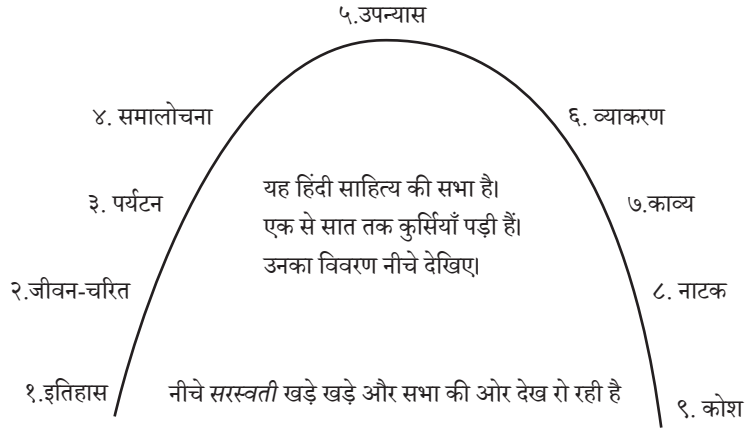 ५.उपन्यास
४. समालोचना
६. व्याकरण
३. पर्यटन
७.काव्य
यह हिंदी साहित्य की सभा है।
एक से सात तक कुर्सियाँ पड़ी हैं।
उनका विवरण नीचे देखिए।
२.जीवन-चरित
८. नाटक
१.इतिहास
नीचे सरस्वती खड़े खड़े और सभा की ओर देख रो रही है
९. कोश